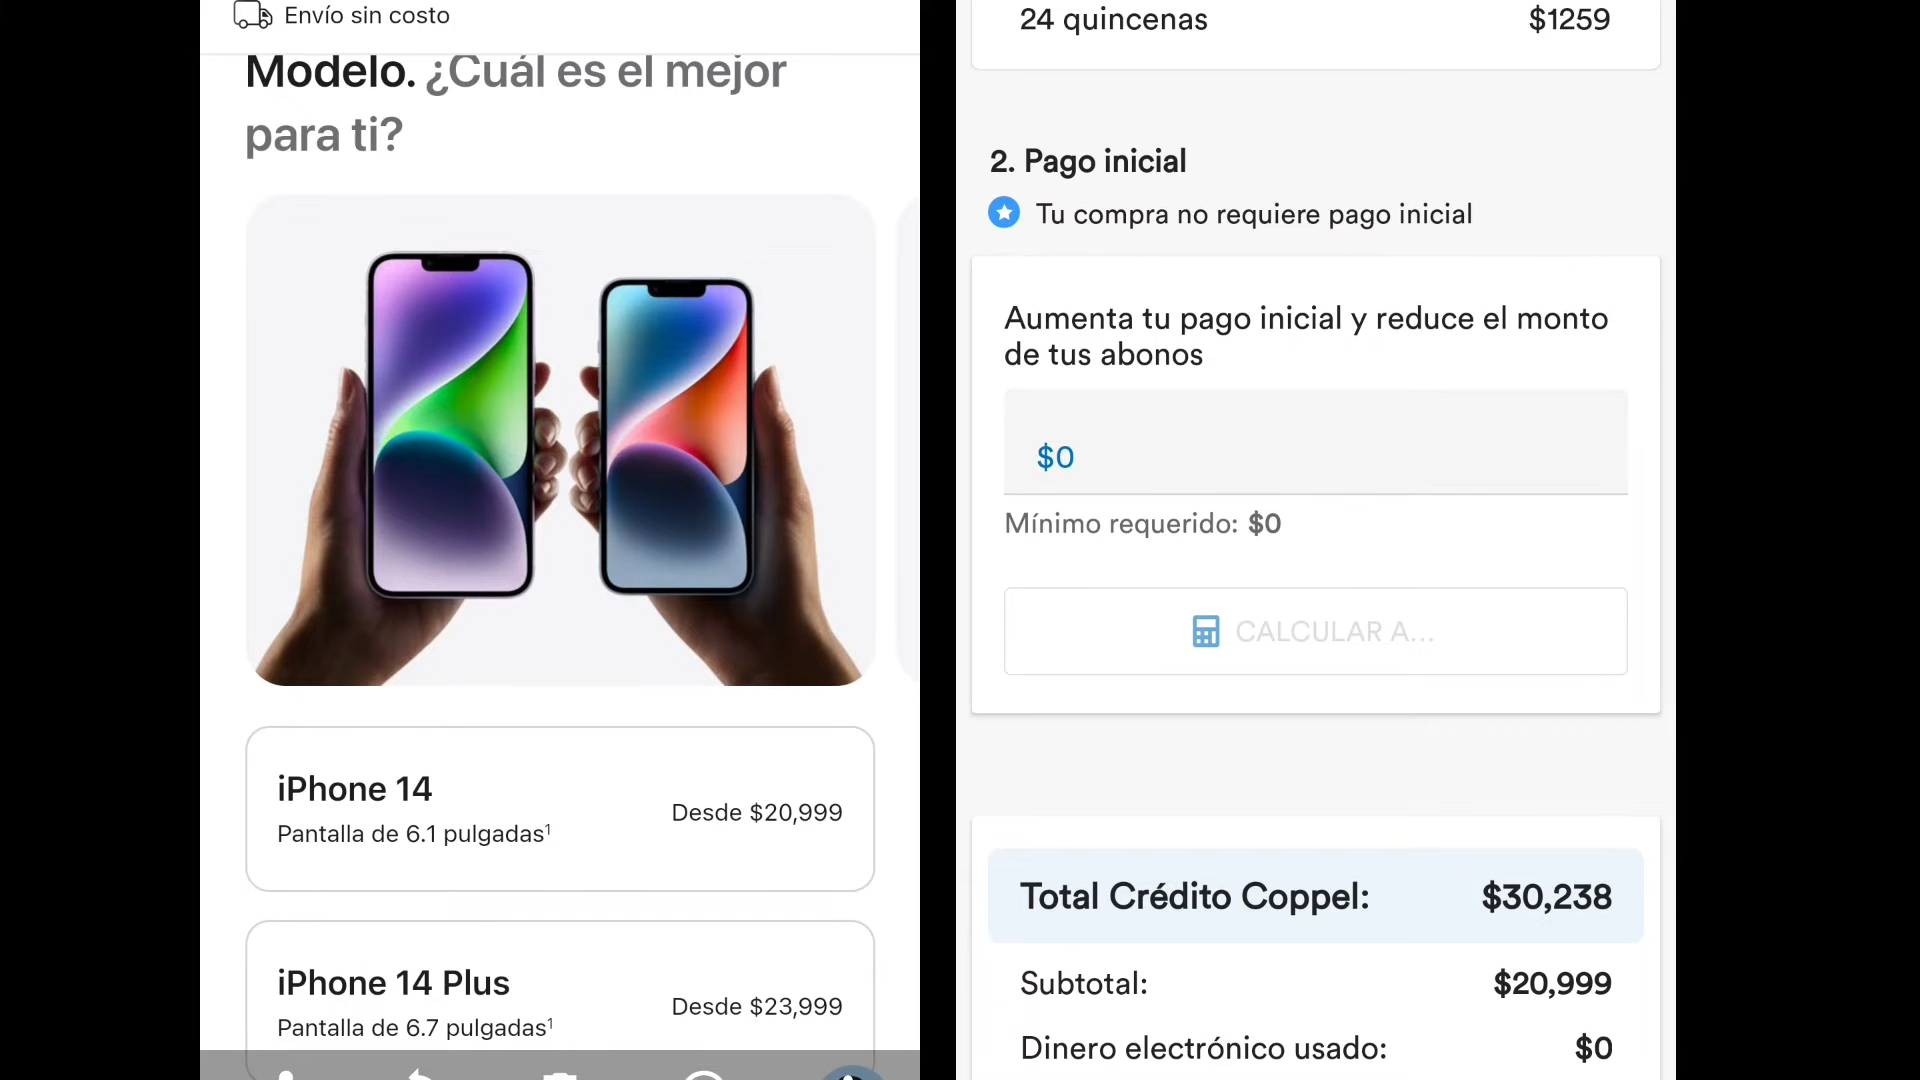 Envío sin costo
Modelo. ¿Cuál es el mejor
para ti?
iPhone 14
Pantalla de 6.1 pulgadas¹
Desde $20,999
iPhone 14 Plus
Pantalla de 6.7 pulgadas¹
Desde $23,999
24 quincenas $1259
2. Pago inicial
Tu compra no requiere pago inicial
Aumenta tu pago inicial y reduce el monto
de tus abonos
$0
Mínimo requerido: $0
CALCULAR A...
Total Crédito Coppel: $30,238
Subtotal: $20,999
Dinero electrónico usado: $0